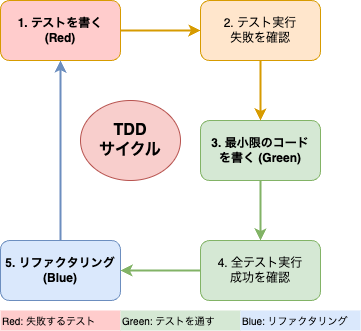 1. テストを書く
(Red)
2. テスト実行
失敗を確認
TDD
サイクル
3. 最小限のコード
を書く (Green)
5. リファクタリング
(Blue)
4. 全テスト実行
成功を確認
Red: 失敗するテスト
Green: テストを通す
Blue: リファクタリング